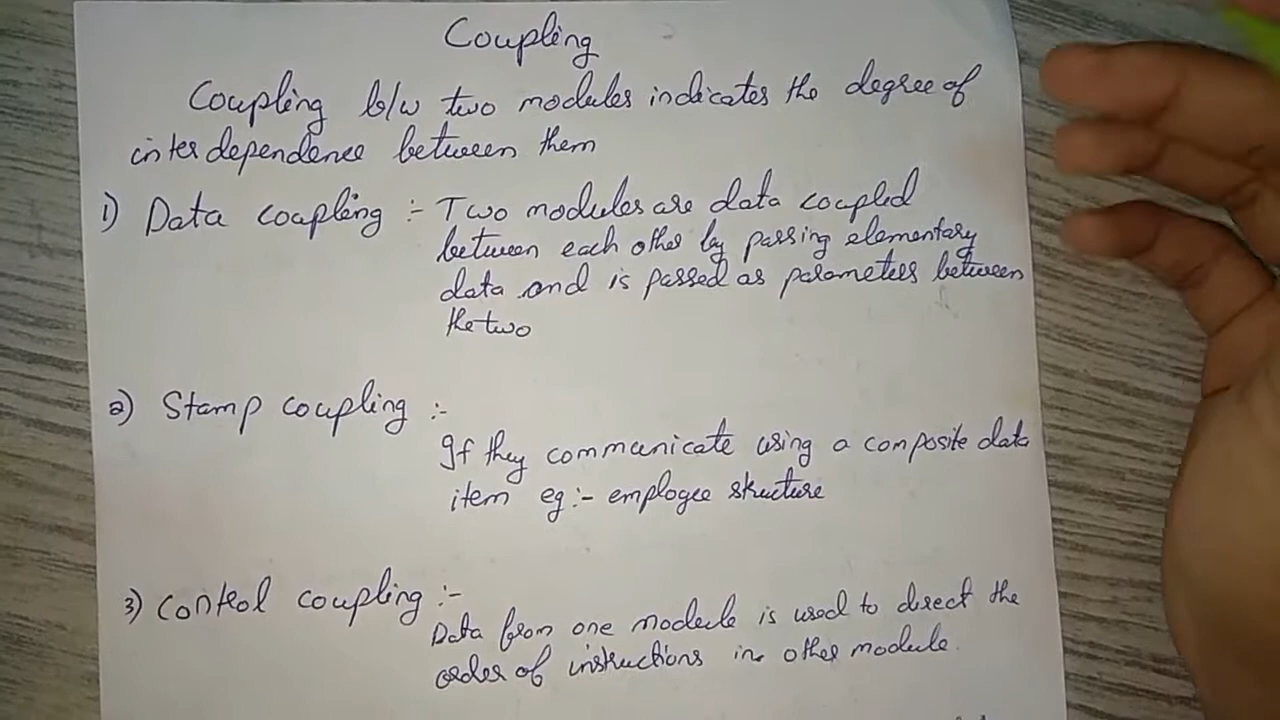 Coupling
Coupling b/w two modules indicates the degree of
interdependence between them
1) Data coupling :- Two modules are data coupled
between each other by passing elementary
data and is passed as parameters between
the two
2) Stamp coupling :-
If they communicate using a composite data
item eg:- employee structure
3) Control coupling :-
Data from one module is used to direct the
order of instructions in other module.